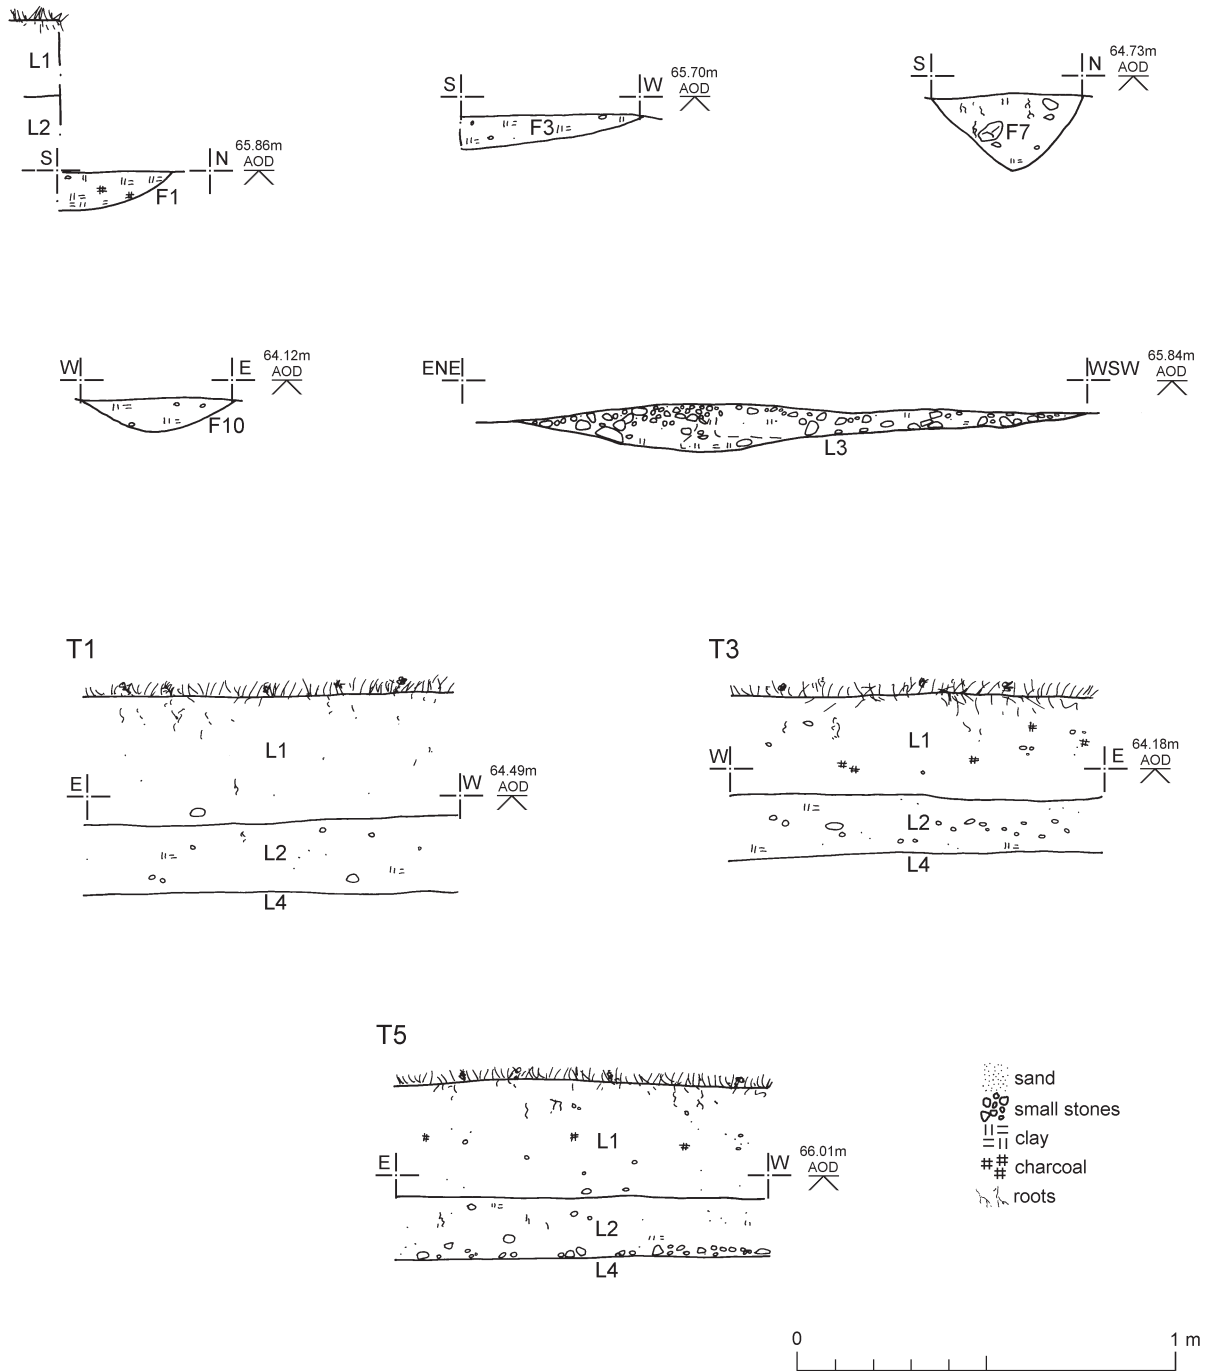 L1
L2
S N 65.86m
AOD
F1
S W 65.70m
AOD
F3
S N 64.73m
AOD
F7
W E 64.12m
AOD
F10
ENE WSW 65.84m
AOD
L3
T1
L1
E W 64.49m
AOD
L2
L4
T3
L1
W E 64.18m
AOD
L2
L4
T5
L1
E W 66.01m
AOD
L2
L4
sand
small stones
clay
charcoal
roots
0 1 m